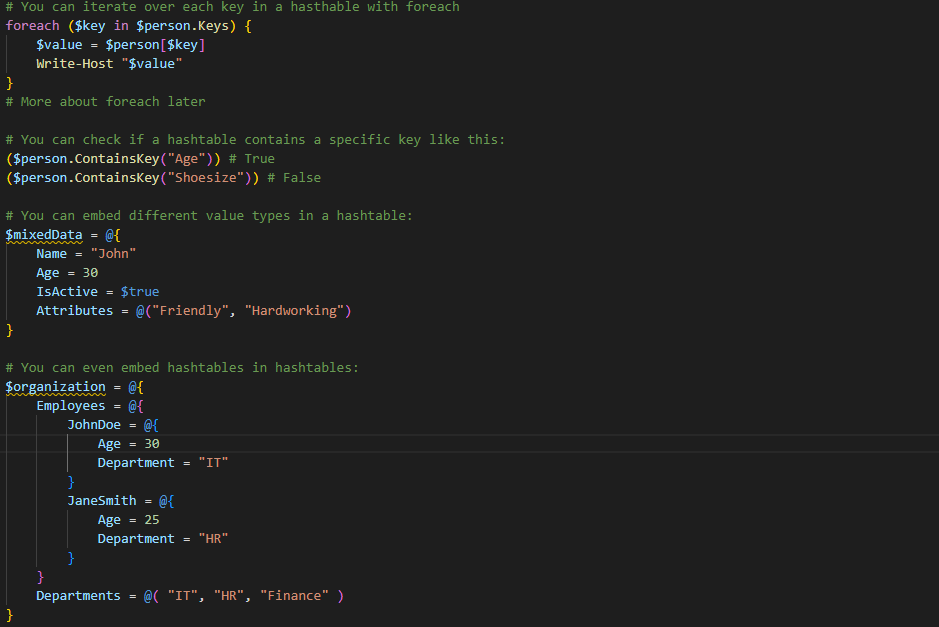 # You can iterate over each key in a hasthable with foreach
foreach ($key in $person.Keys) {
    $value = $person[$key]
    Write-Host "$value"
}
# More about foreach later

# You can check if a hashtable contains a specific key like this:
($person.ContainsKey("Age")) # True
($person.ContainsKey("Shoesize")) # False

# You can embed different value types in a hashtable:
$mixedData = @{
    Name = "John"
    Age = 30
    IsActive = $true
    Attributes = @("Friendly", "Hardworking")
}

# You can even embed hashtables in hashtables:
$organization = @{
    Employees = @{
        JohnDoe = @{
            Age = 30
            Department = "IT"
        }
        JaneSmith = @{
            Age = 25
            Department = "HR"
        }
    }
    Departments = @( "IT", "HR", "Finance" )
}